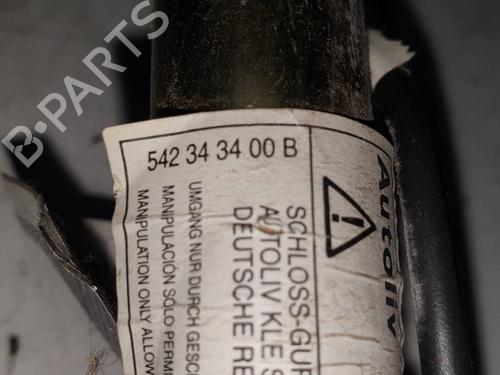 B-PARTS
542 34 34 00 B
Autoliv
SCHLOSS-GUR
AUTOLIV KLE S
DEUTSCHE RE
UMGANG NUR DURCH GESC
MANIPULACIÓN SOLO PERMI
MANIPULATION ONLY ALLOW